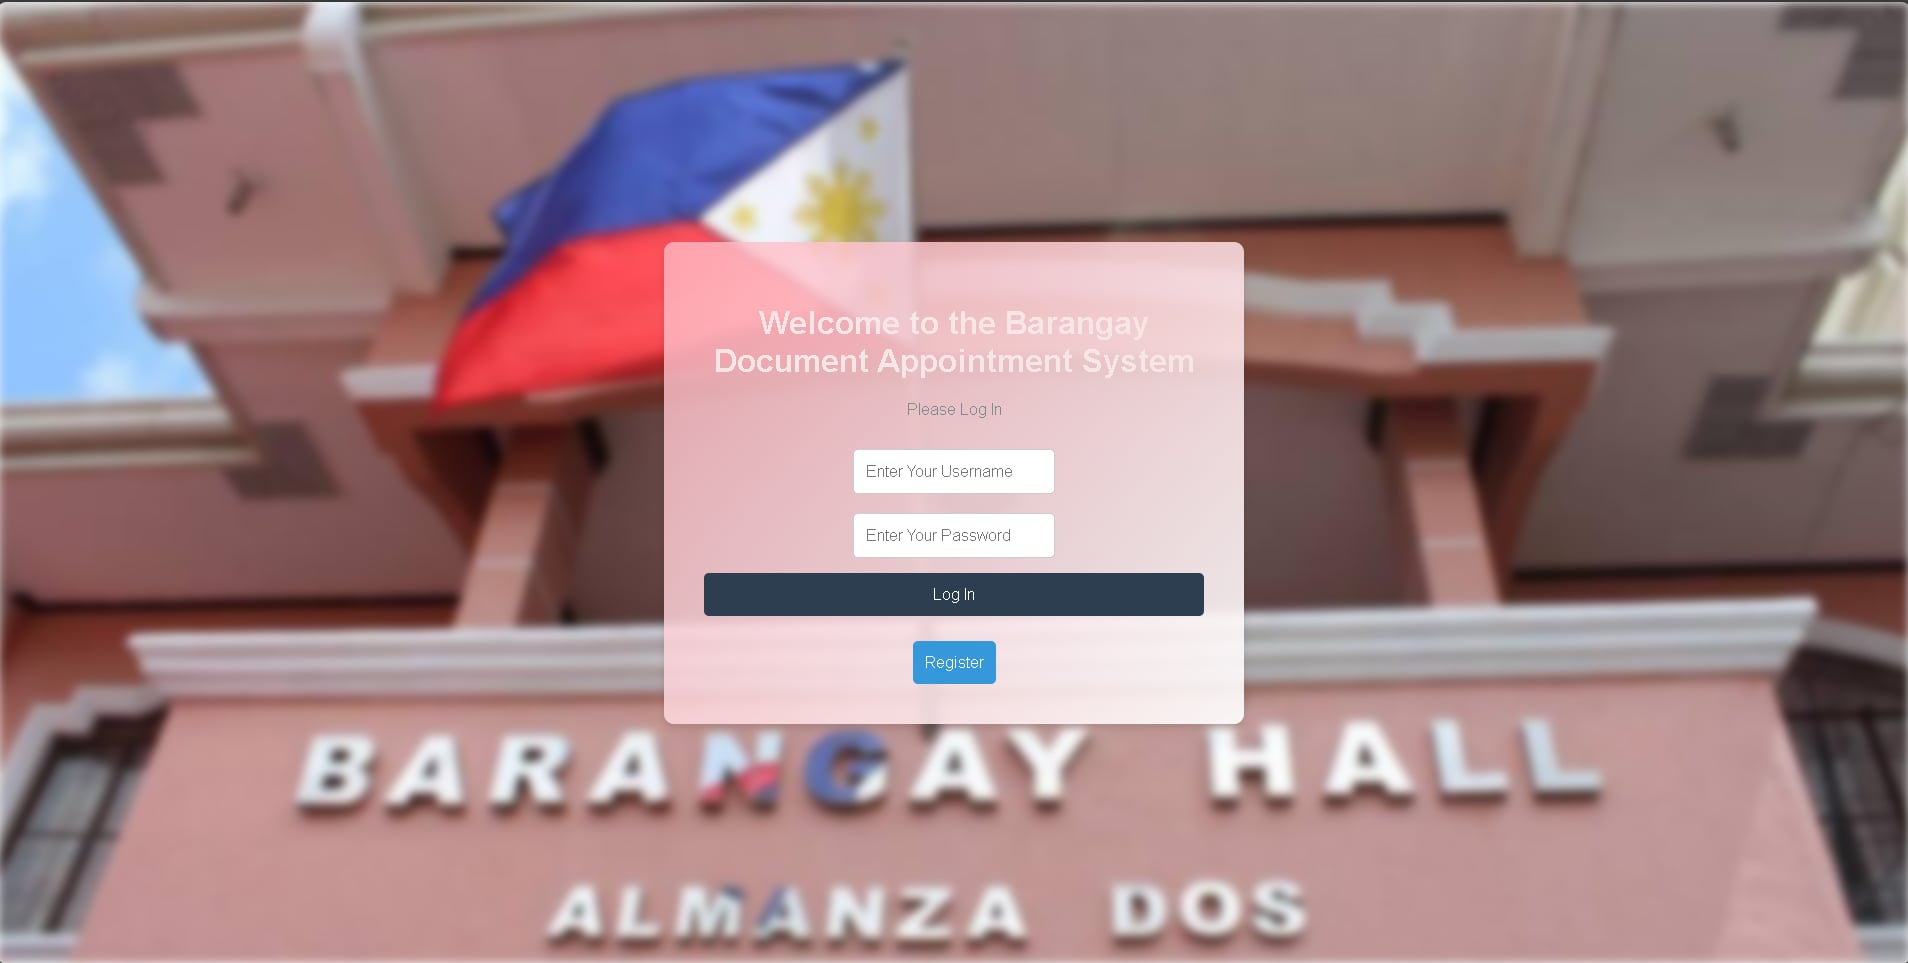 Welcome to the Barangay
Document Appointment System
Please Log In
Enter Your Username
Enter Your Password
Log In
Register
BARANGAY HALL
ALMANZA DOS